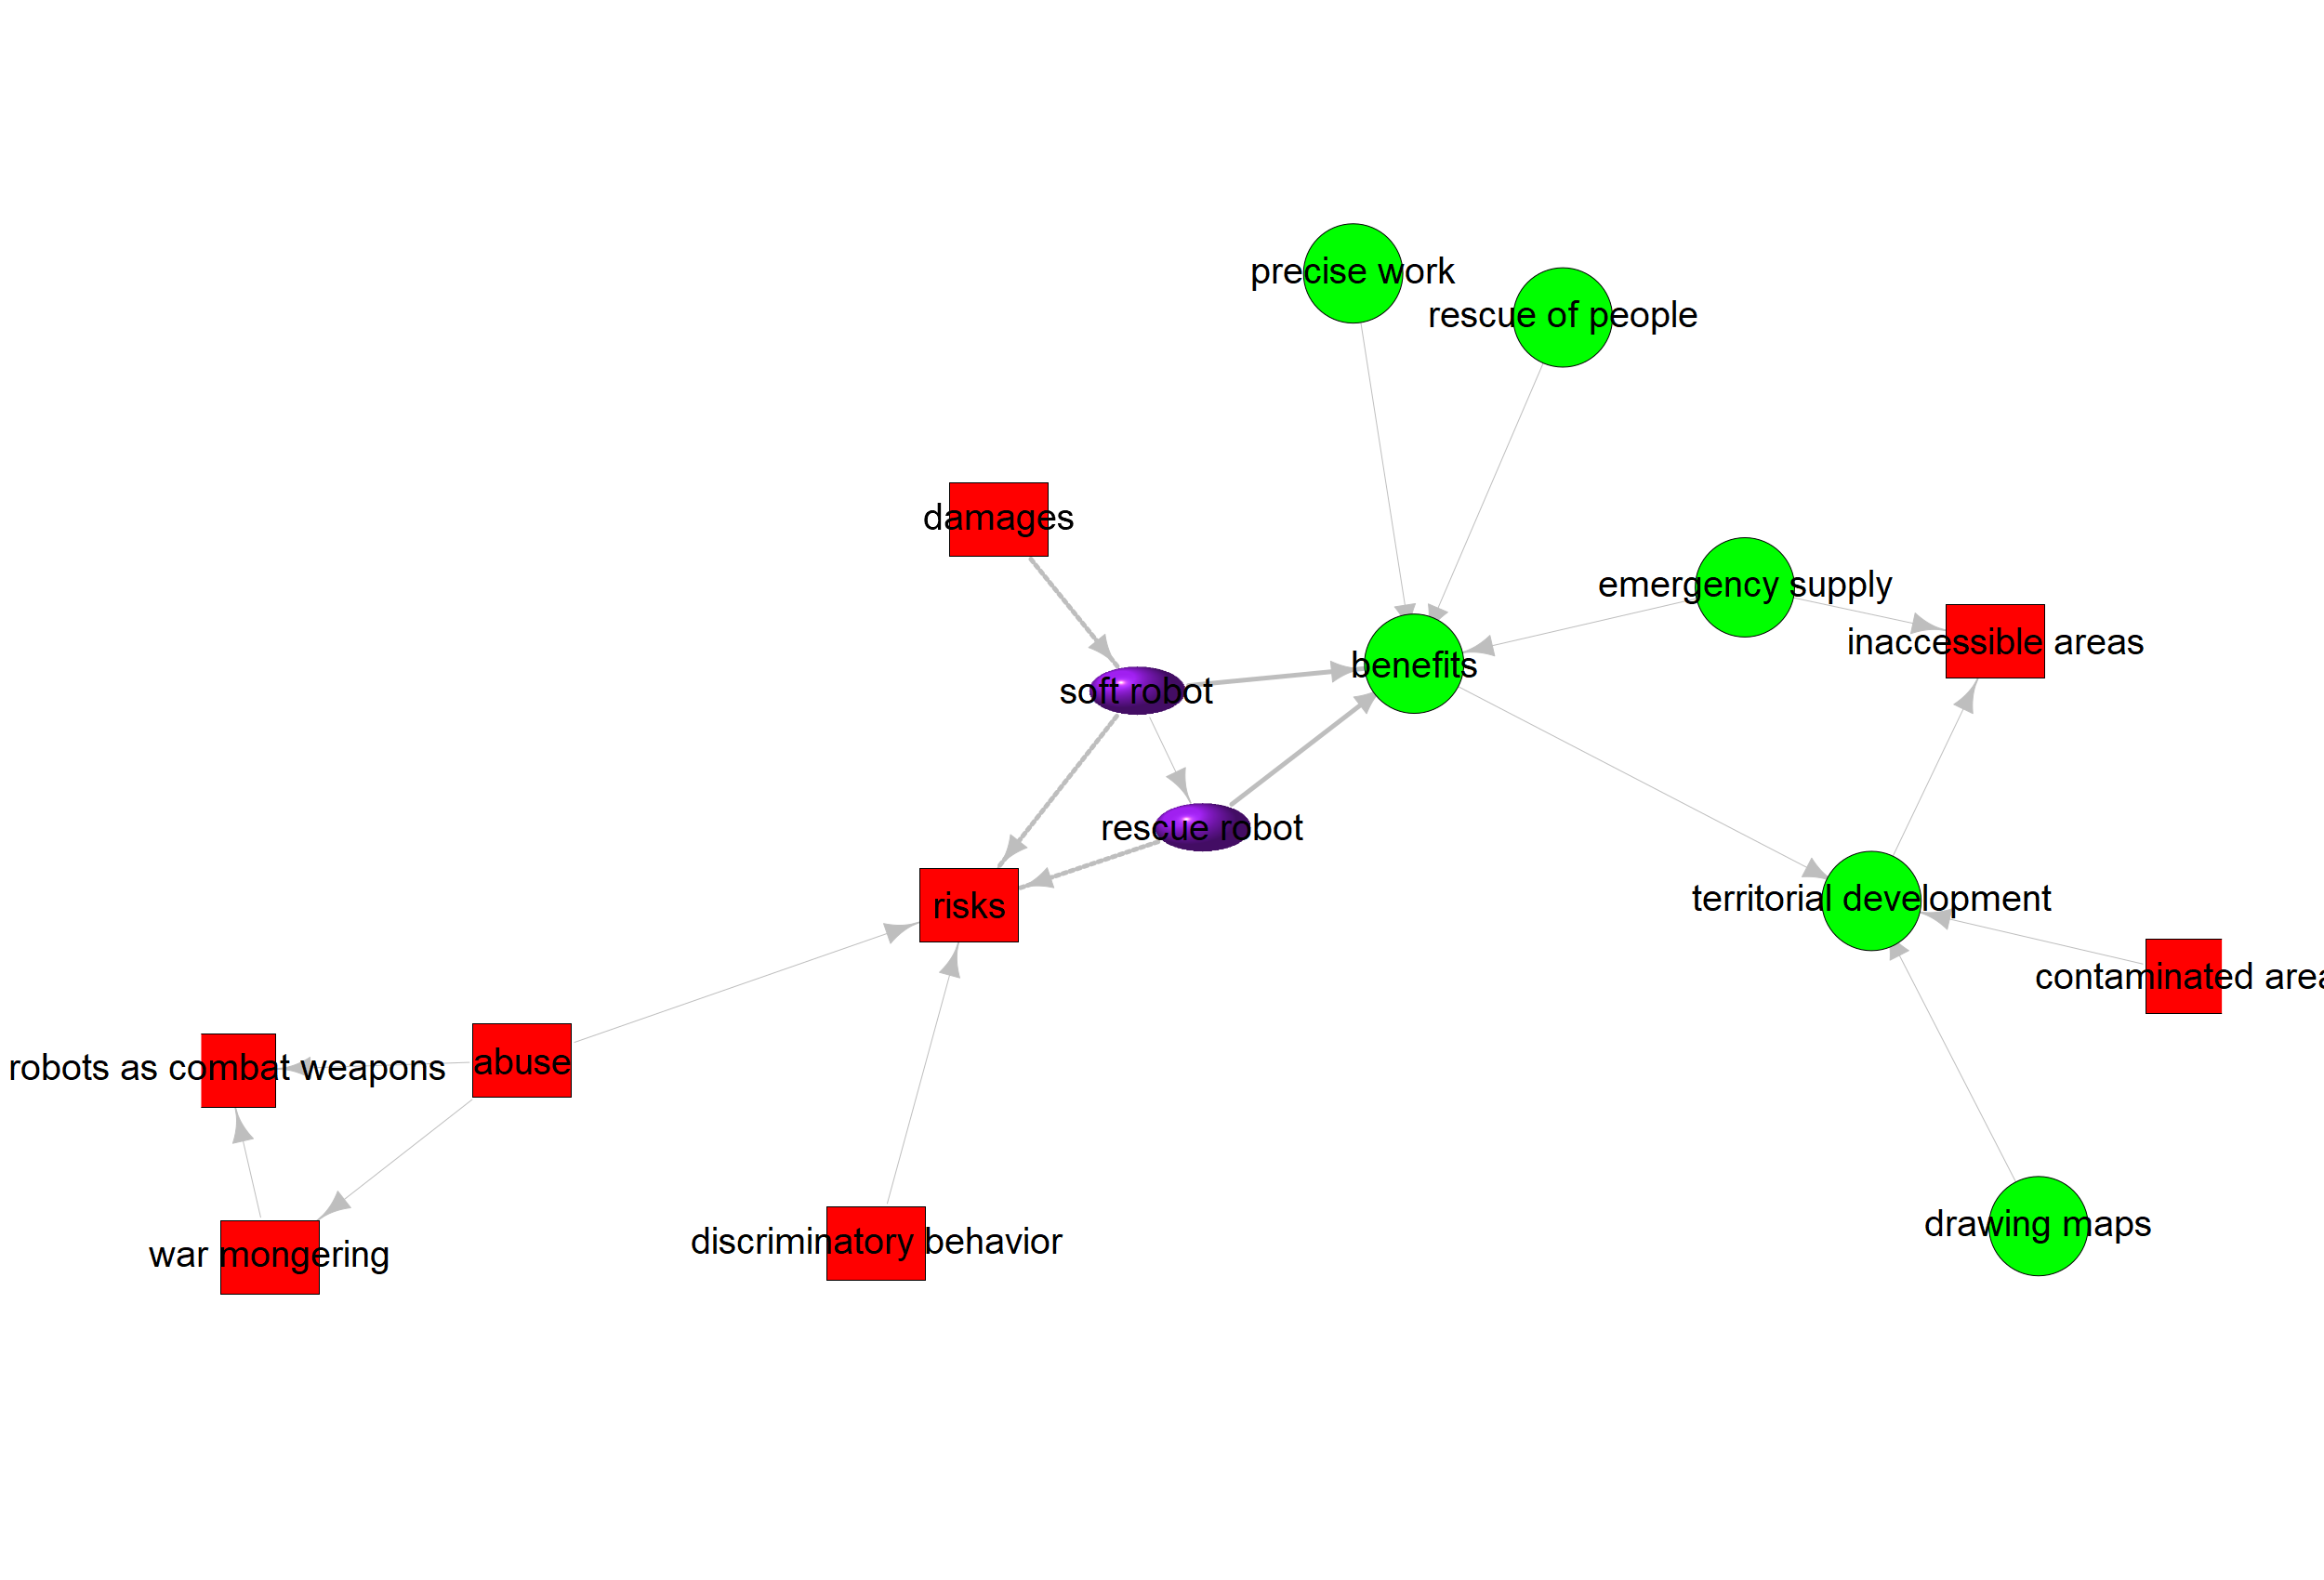 precise work
rescue of people
damages
emergency supply
inaccessible areas
benefits
soft robot
rescue robot
territorial development
risks
contaminated area
robots as combat weapons
abuse
war mongering
discriminatory behavior
drawing maps